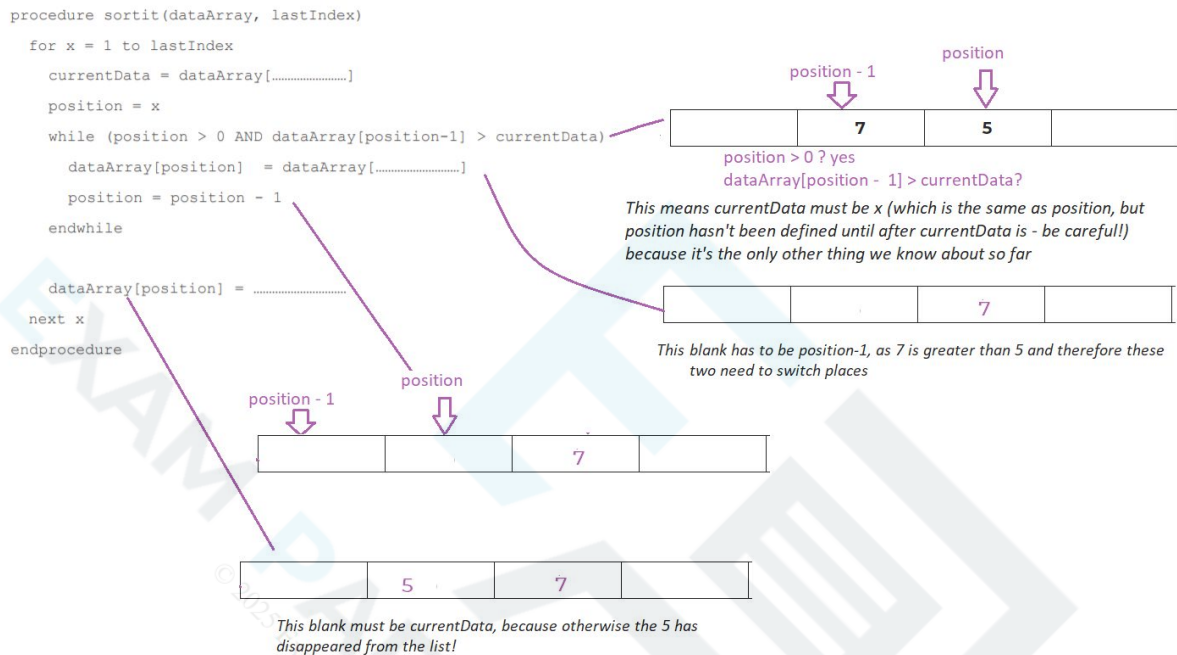 procedure sortit(dataArray, lastIndex)
for x = 1 to lastIndex
currentData = dataArray[........................]
position = x
while (position > 0 AND dataArray[position-1] > currentData)
dataArray[position] = dataArray[...........................]
position = position - 1
endwhile
dataArray[position] = ..............................
next x
endprocedure
position
position - 1
7 5
position > 0 ? yes
dataArray[position - 1] > currentData?
This means currentData must be x (which is the same as position, but
position hasn't been defined until after currentData is - be careful!)
because it's the only other thing we know about so far
7
This blank has to be position-1, as 7 is greater than 5 and therefore these
two need to switch places
position
position - 1
7
5 7
This blank must be currentData, because otherwise the 5 has
disappeared from the list!
EXAM PA
© 2025